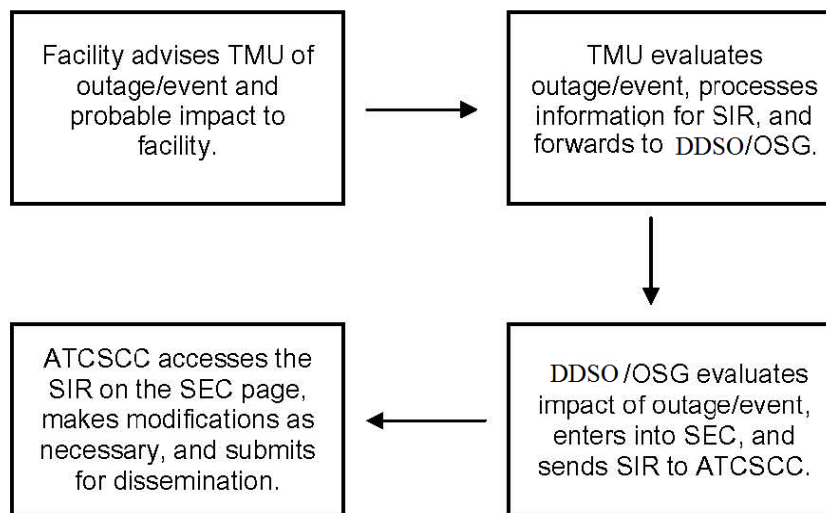 Facility advises TMU of
outage/event and
probable impact to
facility.
TMU evaluates
outage/event, processes
information for SIR, and
forwards to DDSO/OSG.
DDSO/OSG evaluates
impact of outage/event,
enters into SEC, and
sends SIR to ATCSCC.
ATCSCC accesses the
SIR on the SEC page,
makes modifications as
necessary, and submits
for dissemination.